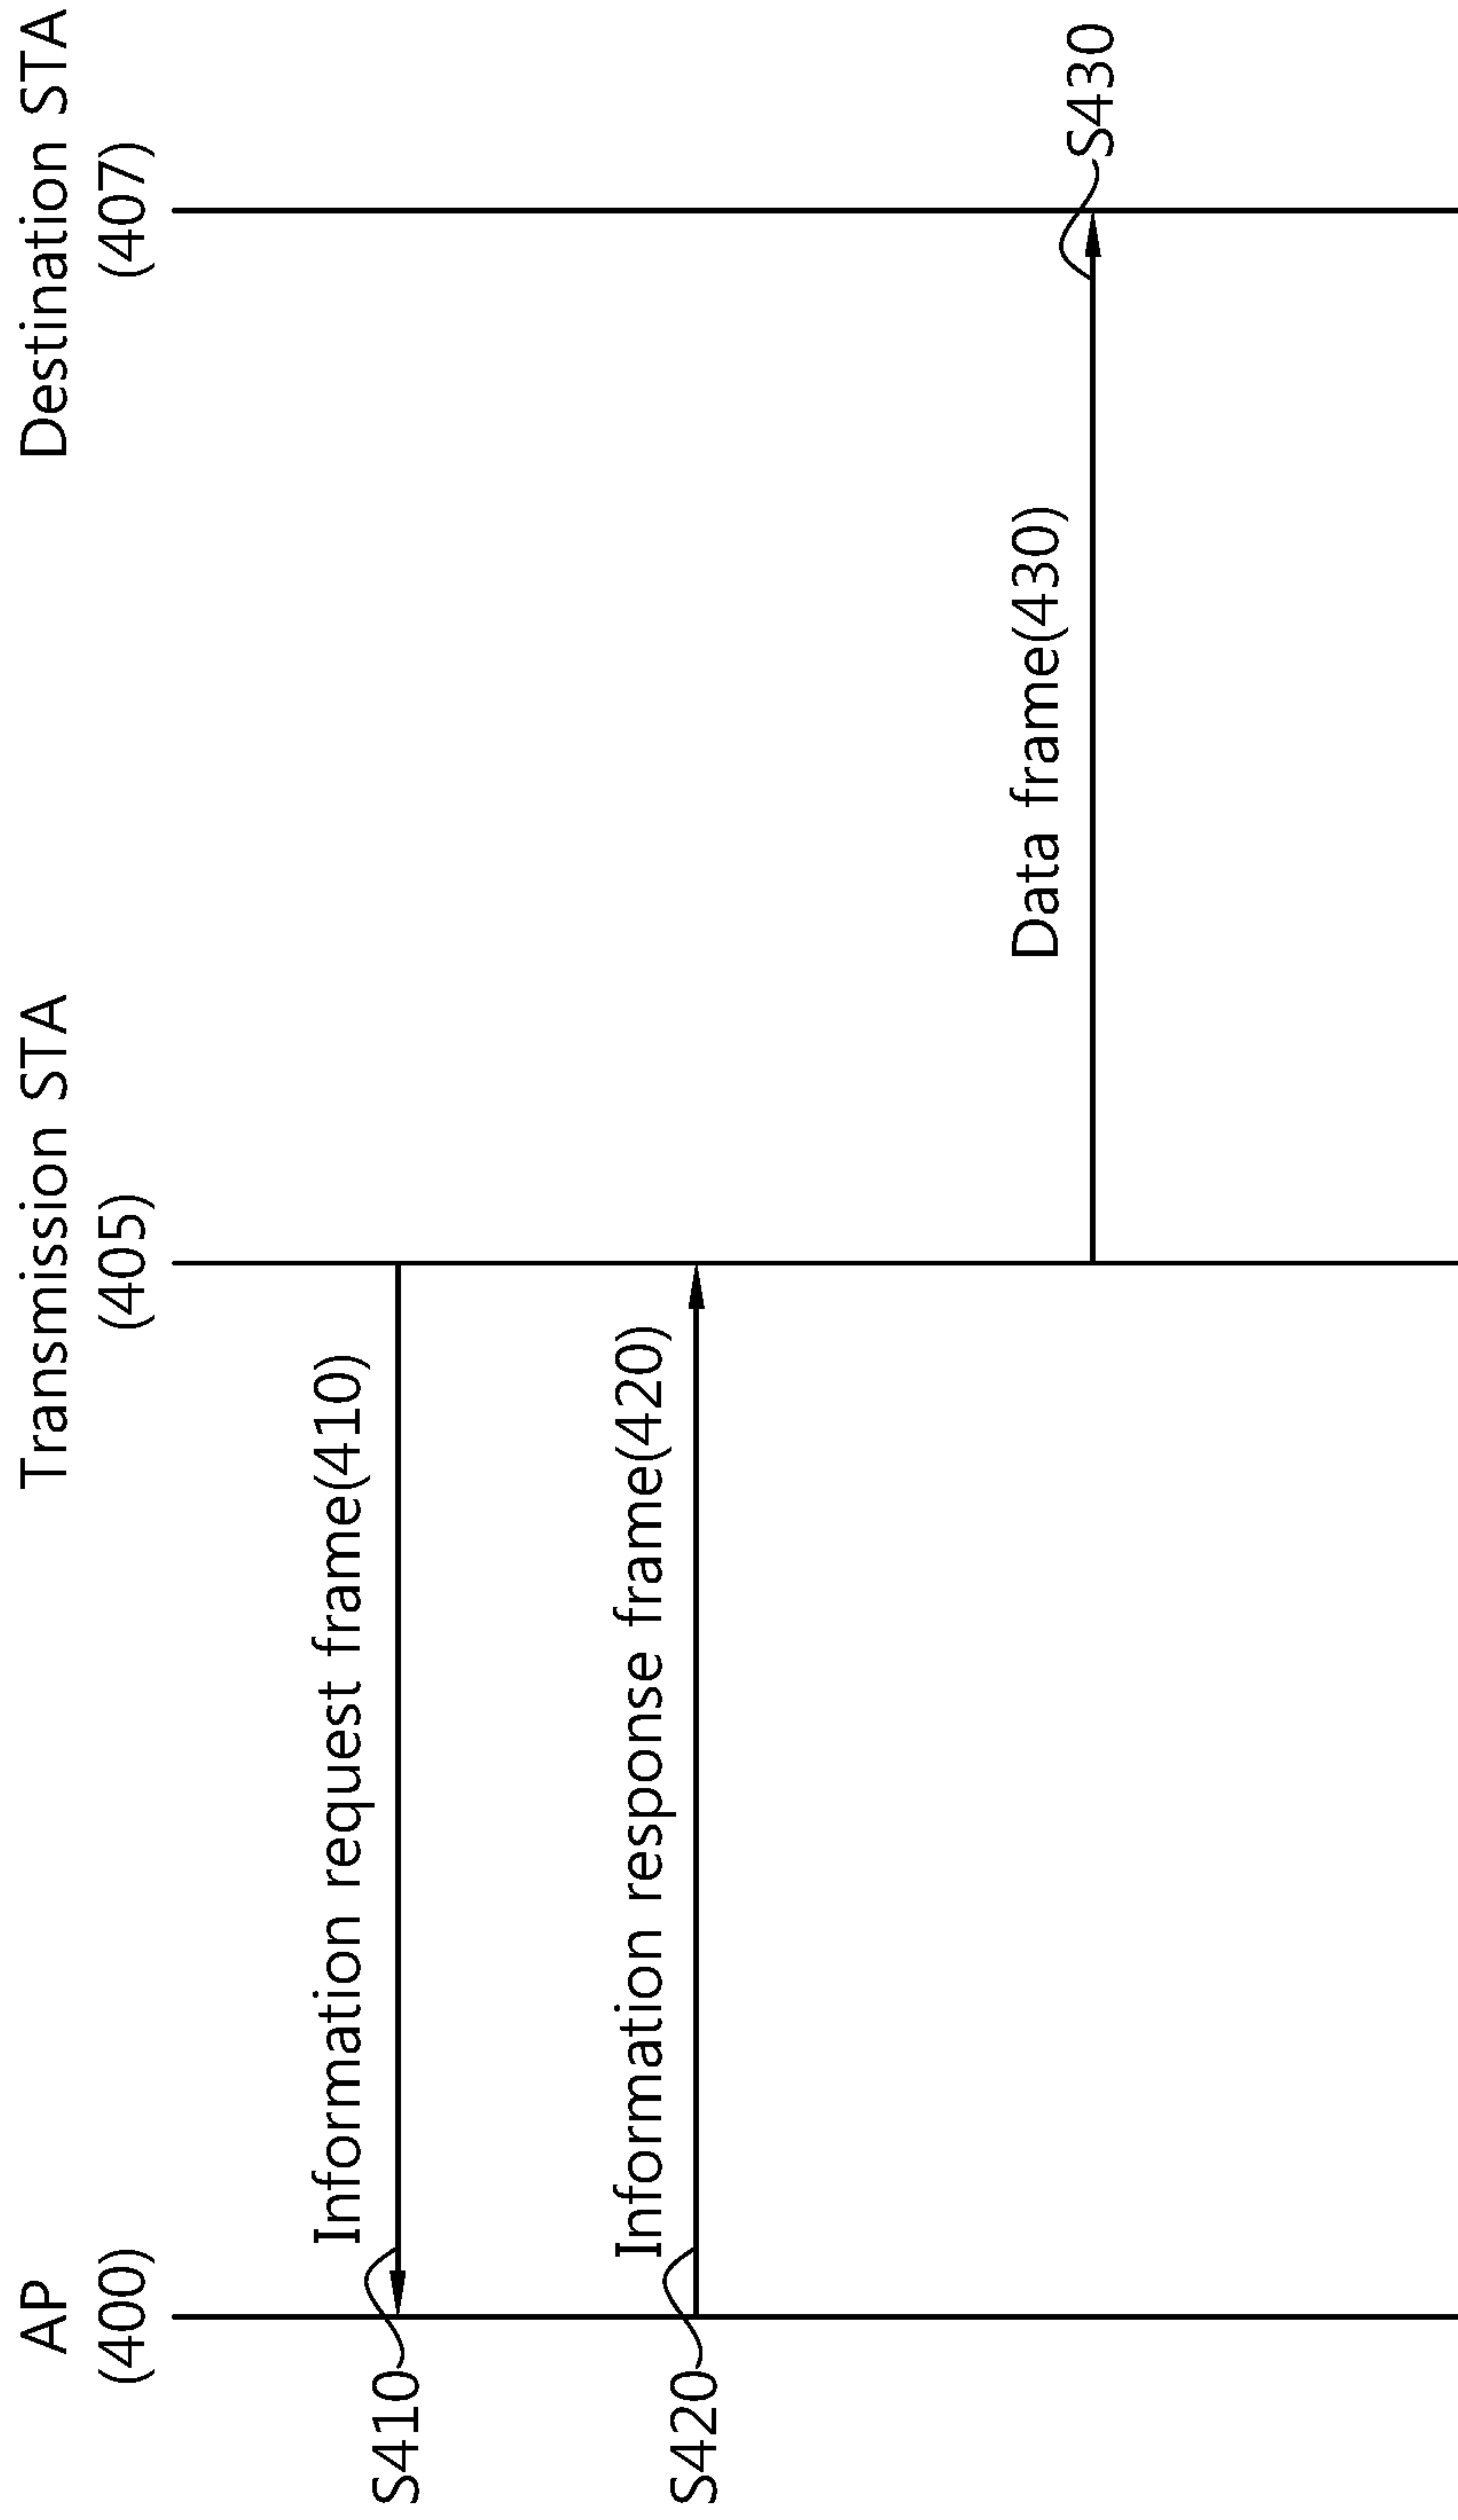 AP
(400)
Transmission STA
(405)
Destination STA
(407)
Information request frame(410)
S410
Information response frame(420)
S420
Data frame(430)
S430